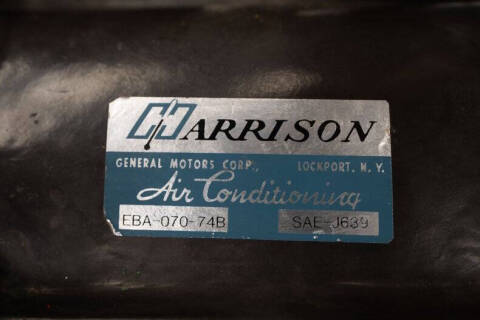 HARRISON
GENERAL MOTORS CORP., LOCKPORT, N. Y.
Air Conditioning
EBA-070-74B SAE-J639